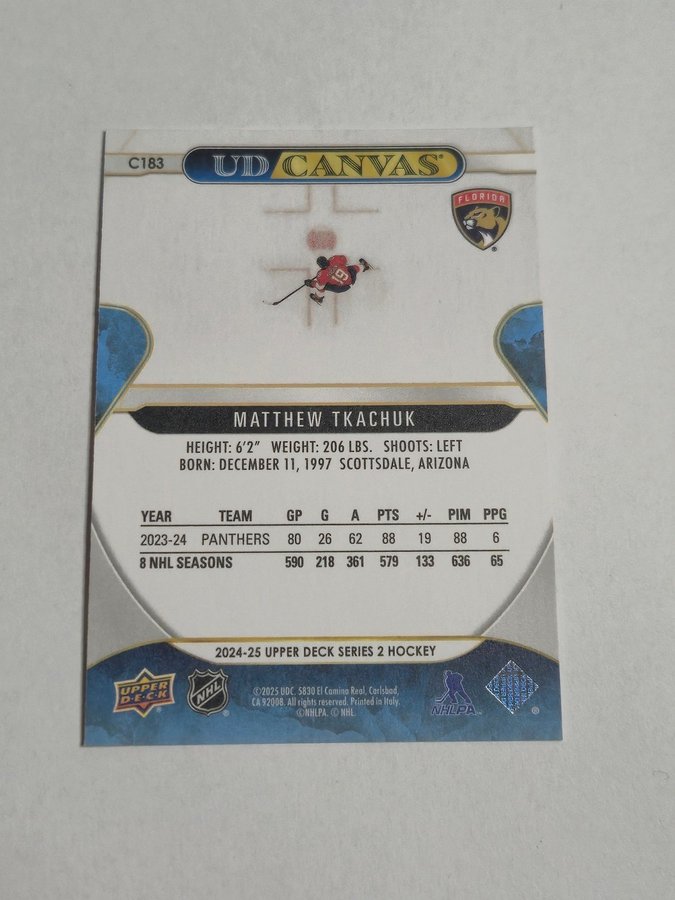 C183
UD CANVAS®
FLORIDA
®
19
MATTHEW TKACHUK
HEIGHT: 6'2" WEIGHT: 206 LBS. SHOOTS: LEFT
BORN: DECEMBER 11, 1997 SCOTTSDALE, ARIZONA
YEAR TEAM GP G A PTS +/- PIM PPG
2023-24 PANTHERS 80 26 62 88 19 88 6
8 NHL SEASONS 590 218 361 579 133 636 65
2024-25 UPPER DECK SERIES 2 HOCKEY
UPPER DECK
NHL
©2025 UDC. 5830 El Camino Real, Carlsbad,
CA 92008. All rights reserved. Printed in Italy.
©NHLPA. © NHL.
NHLPA
®